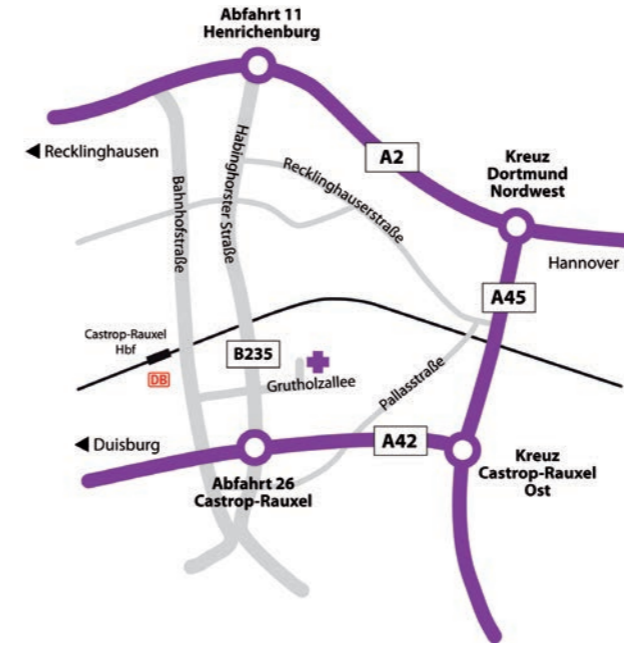 Abfahrt 11
Henrichenburg
Recklinghausen
A2
Kreuz
Dortmund
Nordwest
Habinghorster Straße
Recklinghauserstraße
Bahnhofstraße
Hannover
A45
Castrop-Rauxel
Hbf
DB
B235
Grutholzallee
Pallasstraße
Duisburg
A42
Abfahrt 26
Castrop-Rauxel
Kreuz
Castrop-Rauxel
Ost